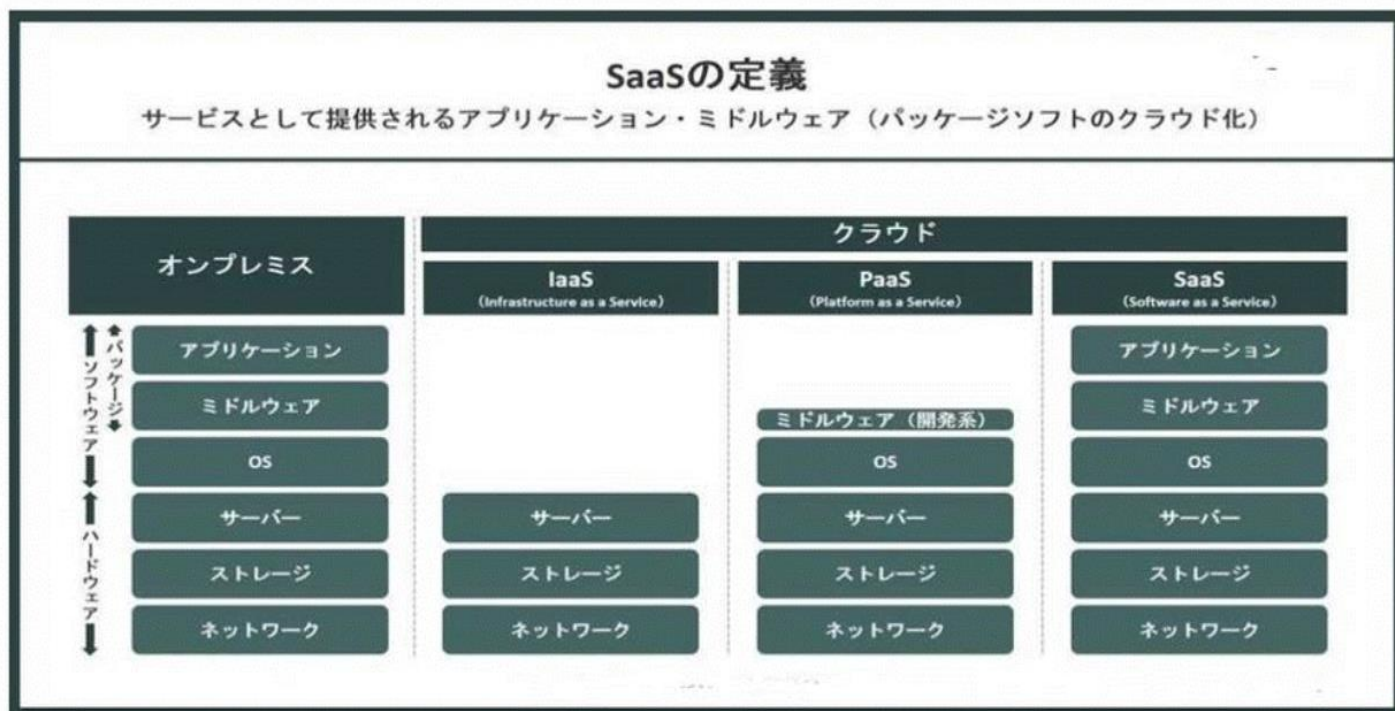 SaaSの定義
サービスとして提供されるアプリケーション・ミドルウェア（パッケージソフトのクラウド化）
オンプレミス
クラウド
IaaS
（Infrastructure as a Service）
PaaS
（Platform as a Service）
SaaS
（Software as a Service）
ソフトウェア
パッケージ
ハードウェア
アプリケーション
ミドルウェア
OS
サーバー
ストレージ
ネットワーク
サーバー
ストレージ
ネットワーク
ミドルウェア（開発系）
OS
サーバー
ストレージ
ネットワーク
アプリケーション
ミドルウェア
OS
サーバー
ストレージ
ネットワーク